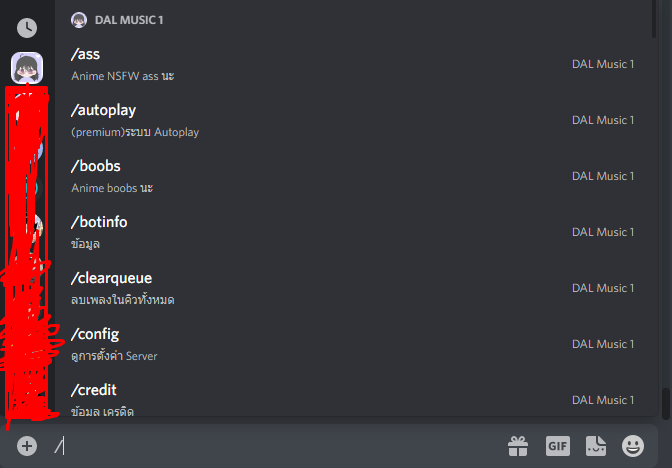 DAL MUSIC 1
/ass
Anime NSFW ass นะ
DAL Music 1
/autoplay
(premium)ระบบ Autoplay
DAL Music 1
/boobs
Anime boobs นะ
DAL Music 1
/botinfo
ข้อมูล
DAL Music 1
/clearqueue
ลบเพลงในคิวทั้งหมด
DAL Music 1
/config
ดูการตั้งค่า Server
DAL Music 1
/credit
ข้อมูล เครดิต
DAL Music 1
/
GIF